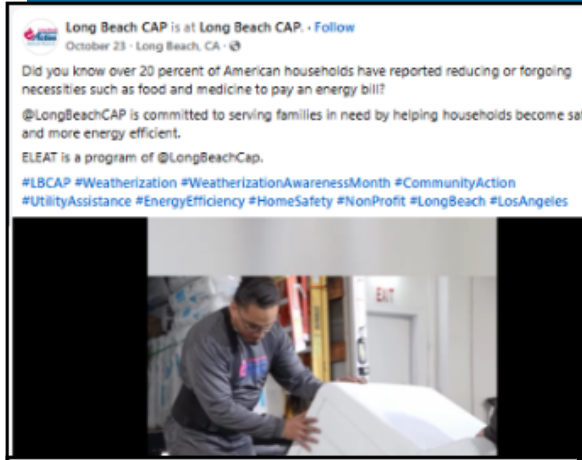 Long Beach CAP is at Long Beach CAP. · Follow
October 23 · Long Beach, CA ·
Did you know over 20 percent of American households have reported reducing or forgoing
necessities such as food and medicine to pay an energy bill?
@LongBeachCAP is committed to serving families in need by helping households become
and more energy efficient.
ELEAT is a program of @LongBeachCap.
#LBCAP #Weatherization #WeatherizationAwarenessMonth #CommunityAction
#UtilityAssistance #EnergyEfficiency #HomeSafety #NonProfit #LongBeach #LosAngeles
EXIT